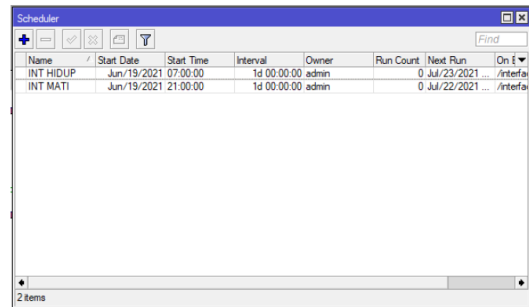 Scheduler
Find
Name Start Date Start Time Interval Owner Run Count Next Run On E
INT HIDUP Jun/19/2021 07:00:00 1d 00:00:00 admin 0 Jul/23/2021 ... /interfa
INT MATI Jun/19/2021 21:00:00 1d 00:00:00 admin 0 Jul/22/2021 ... /interfa
2 items